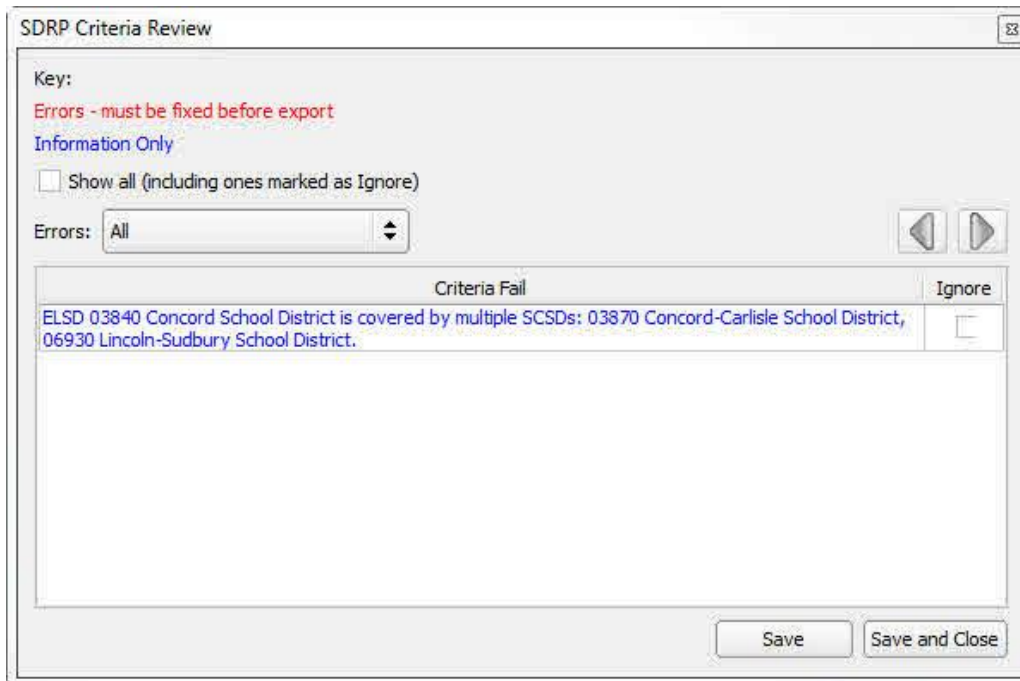 SDRP Criteria Review
Key:
Errors - must be fixed before export
Information Only
Show all (including ones marked as Ignore)
Errors: All
Criteria Fail Ignore
ELSD 03840 Concord School District is covered by multiple SCSDs: 03870 Concord-Carlisle School District,
06930 Lincoln-Sudbury School District.
Save Save and Close